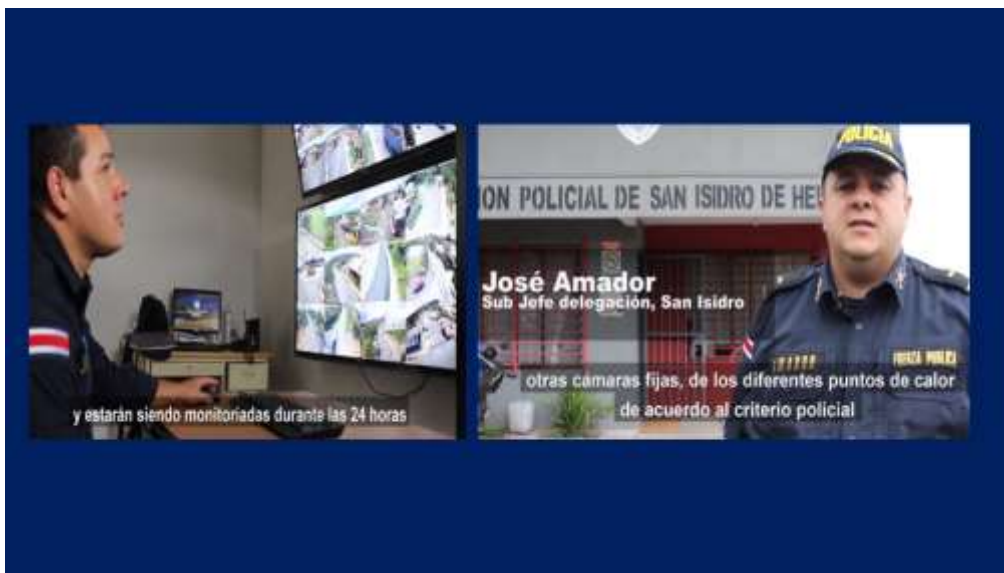 y estarán siendo monitoriadas durante las 24 horas
POLICIA
ON POLICIAL DE SAN ISIDRO DE HE
José Amador
Sub Jefe delegación, San Isidro
FUERZA PUBLICA
otras cámaras fijas, de los diferentes puntos de calor
de acuerdo al criterio policial